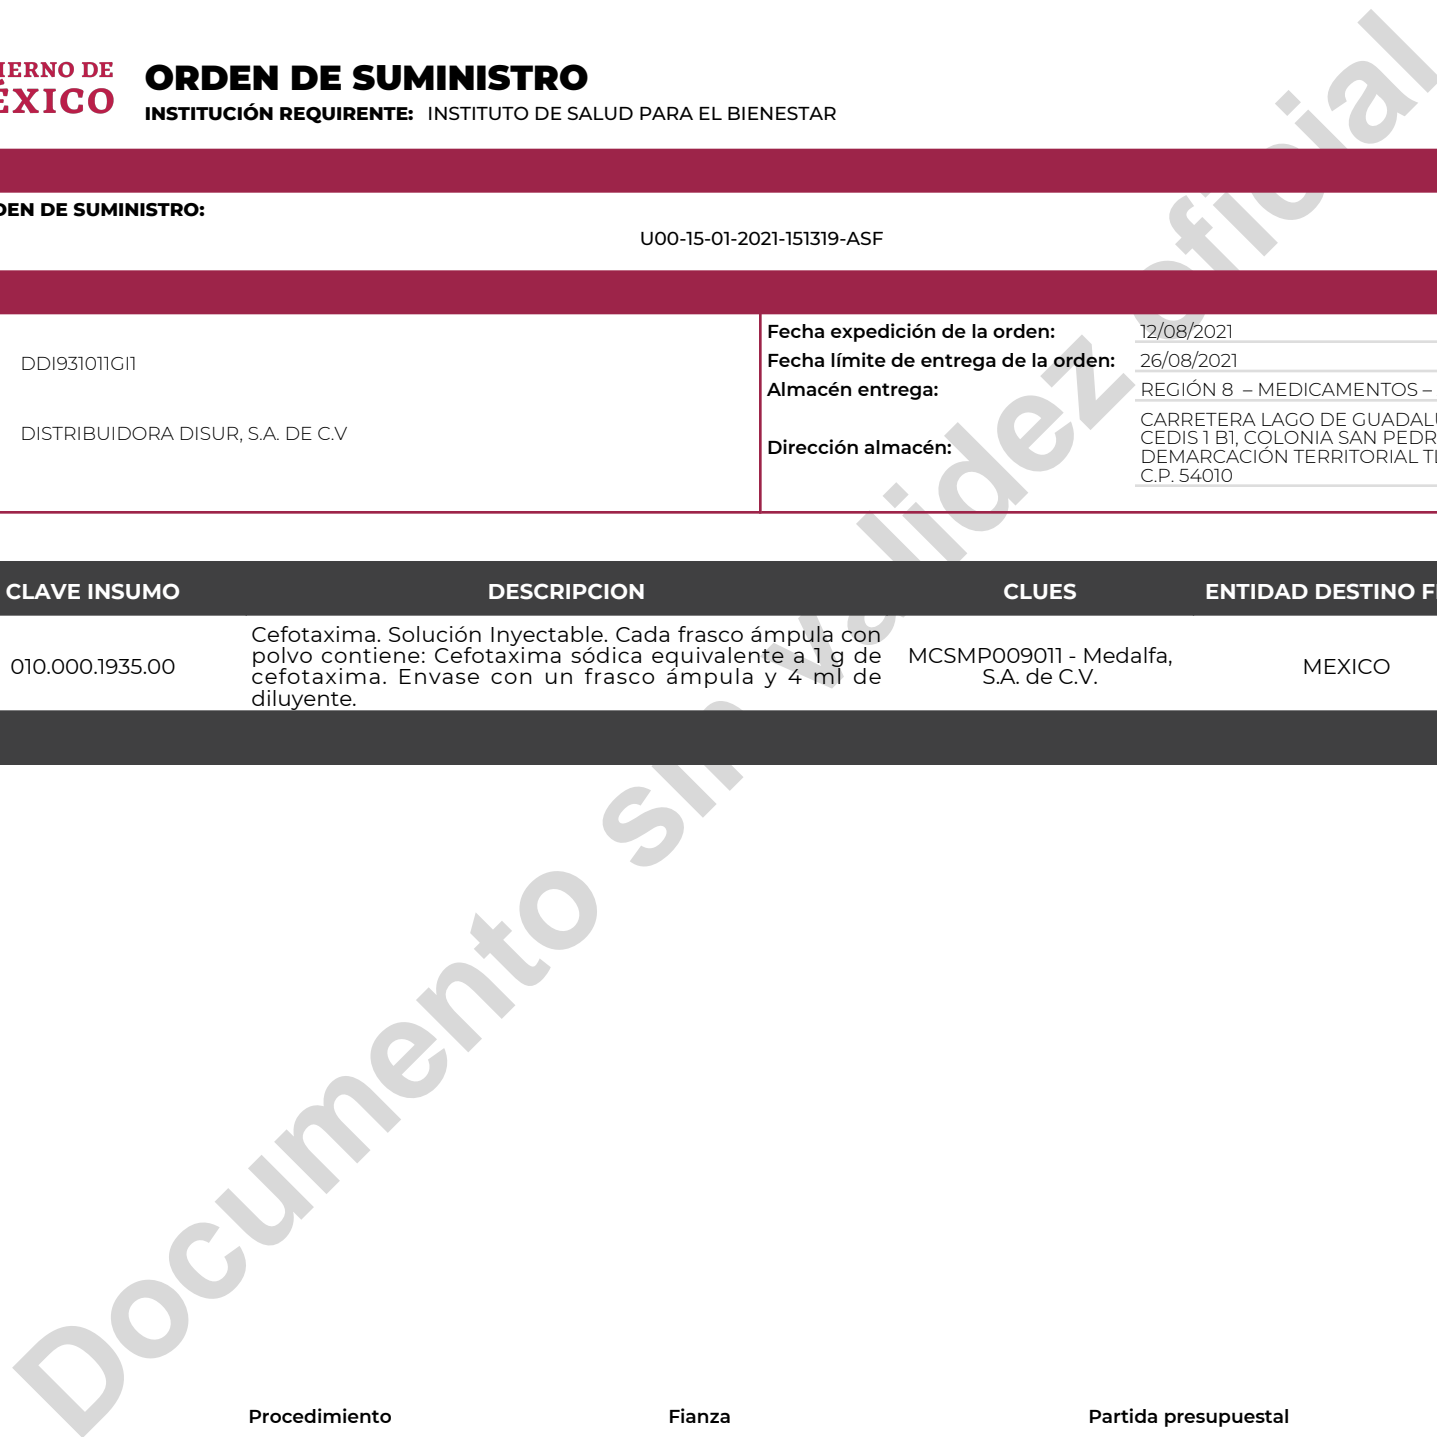 IERNO DE
ÉXICO
ORDEN DE SUMINISTRO
INSTITUCIÓN REQUIRENTE: INSTITUTO DE SALUD PARA EL BIENESTAR
DEN DE SUMINISTRO:
U00-15-01-2021-151319-ASF
DDI931011GI1
DISTRIBUIDORA DISUR, S.A. DE C.V
Fecha expedición de la orden: 12/08/2021
Fecha límite de entrega de la orden: 26/08/2021
Almacén entrega: REGIÓN 8 – MEDICAMENTOS –
Dirección almacén:
CARRETERA LAGO DE GUADALU
CEDIS 1 B1, COLONIA SAN PEDR
DEMARCACIÓN TERRITORIAL TL
C.P. 54010
CLAVE INSUMO DESCRIPCION CLUES ENTIDAD DESTINO F
010.000.1935.00
Cefotaxima. Solución Inyectable. Cada frasco ámpula con
polvo contiene: Cefotaxima sódica equivalente a 1 g de
cefotaxima. Envase con un frasco ámpula y 4 ml de
diluyente.
MCSMP009011 - Medalfa,
S.A. de C.V.
MEXICO
Documento sin validez oficial
Procedimiento Fianza Partida presupuestal